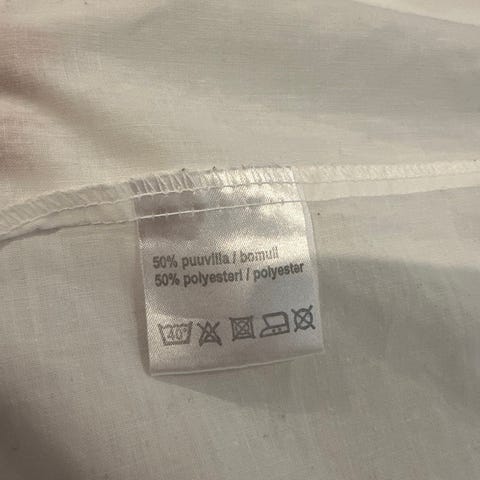 50% puuvilla / bomull
50% polyesteri / polyester
40°